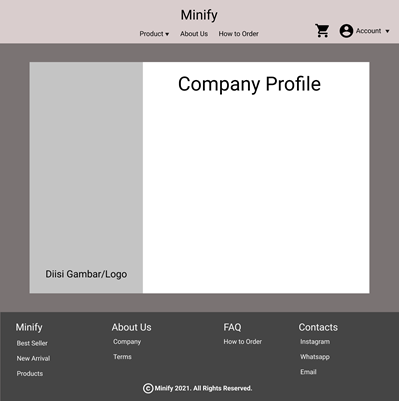 Minify
Product ▾ About Us How to Order
Account ▾
Company Profile
Diisi Gambar/Logo
Minify About Us FAQ Contacts
Best Seller Company How to Order Instagram
New Arrival Terms Whatsapp
Products Email
© Minify 2021. All Rights Reserved.